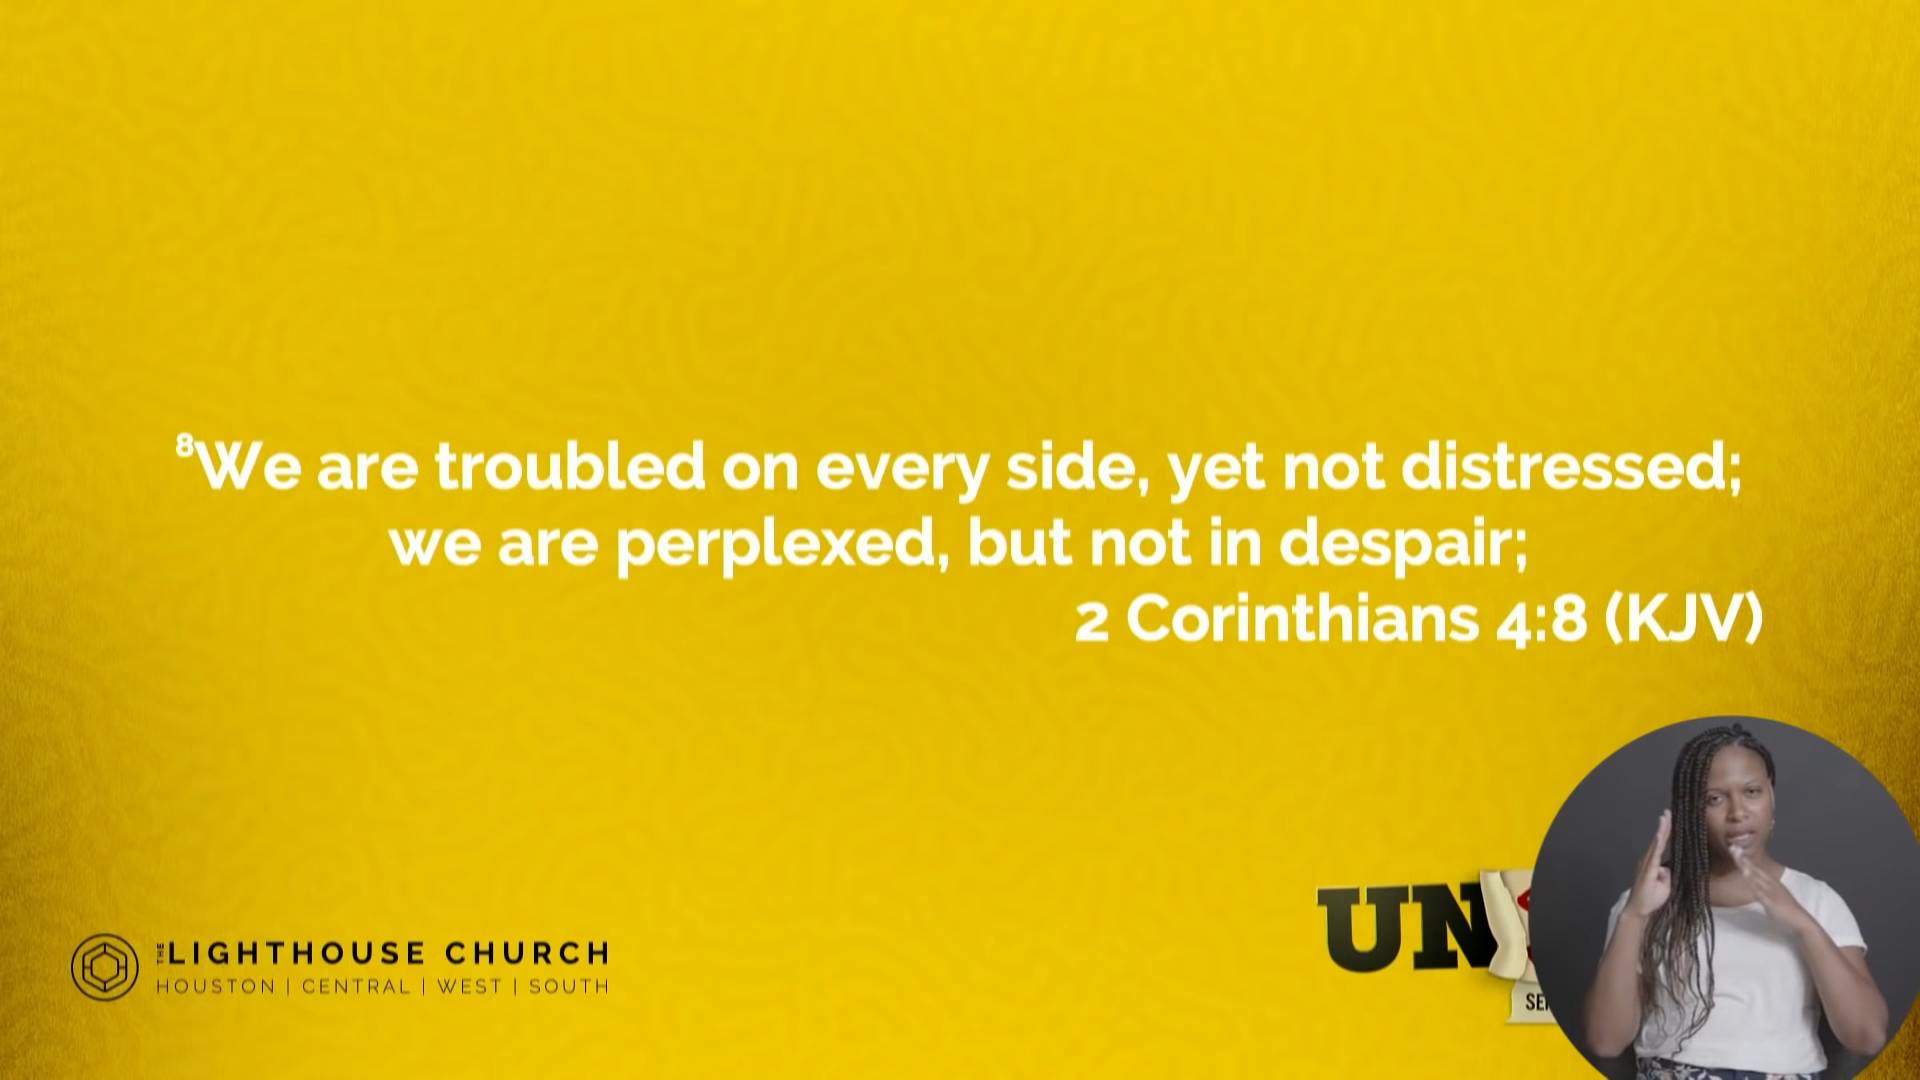 ⁸We are troubled on every side, yet not distressed;
we are perplexed, but not in despair;
2 Corinthians 4:8 (KJV)
THE LIGHTHOUSE CHURCH
HOUSTON | CENTRAL | WEST | SOUTH
UN